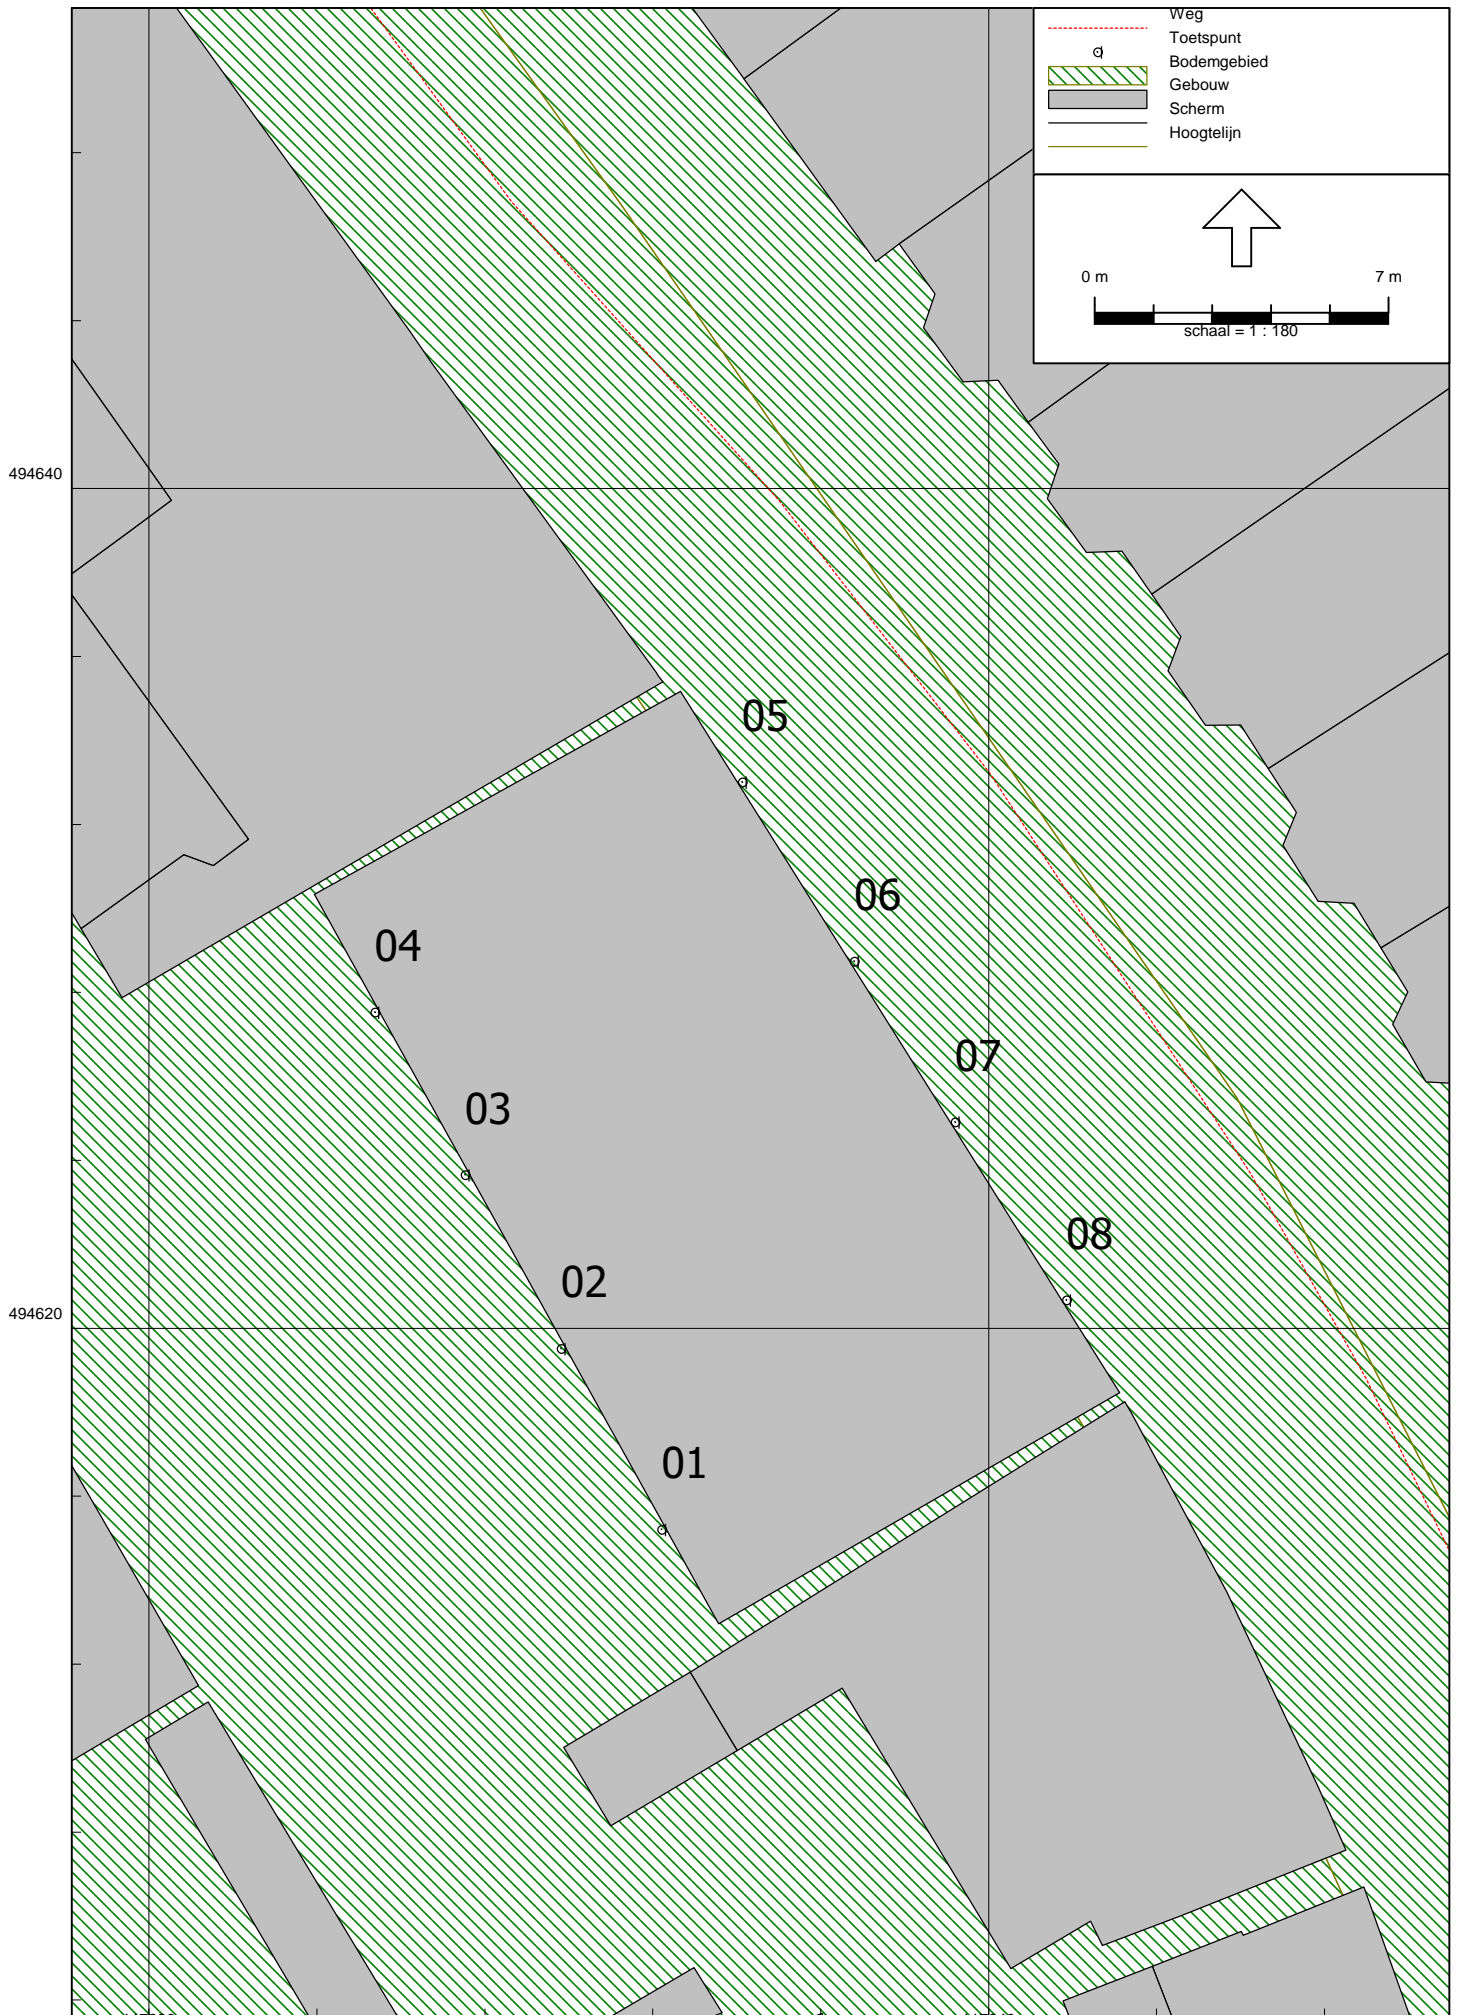 Weg
Toetspunt
Bodemgebied
Gebouw
Scherm
Hoogtelijn
0 m 7 m
schaal = 1 : 180
494640
05
06
04
07
03
08
02
494620
01